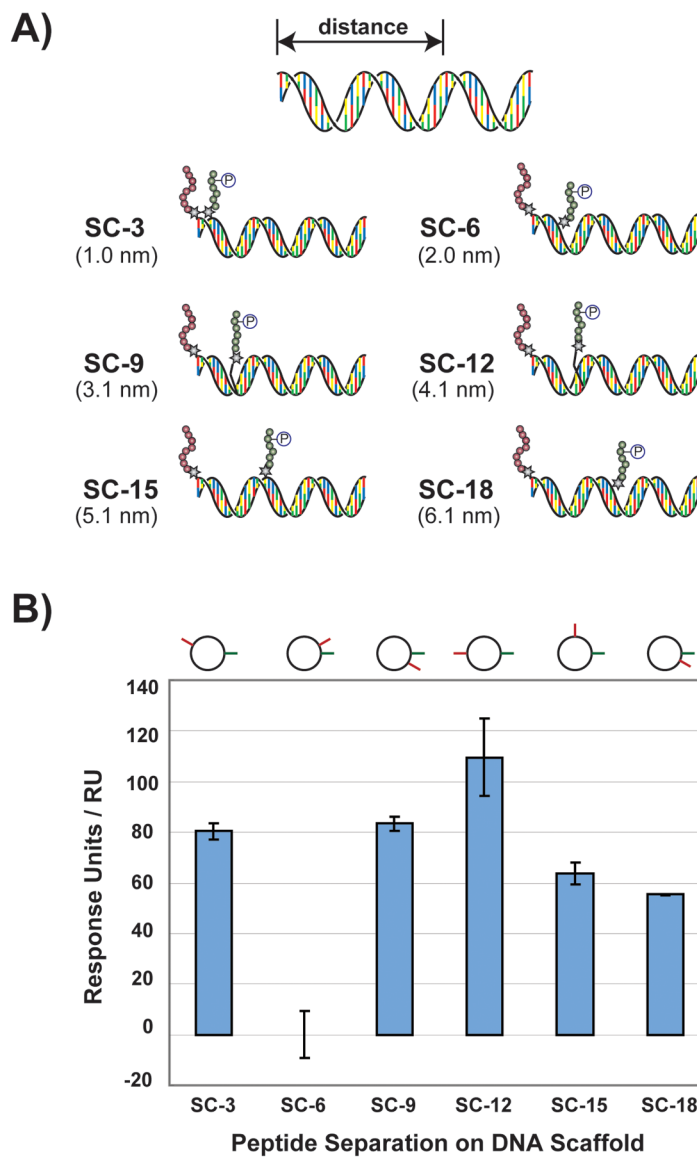 A)
distance
P
P
SC-3
(1.0 nm)
SC-6
(2.0 nm)
P
P
SC-9
(3.1 nm)
SC-12
(4.1 nm)
P
P
SC-15
(5.1 nm)
SC-18
(6.1 nm)
B)
140
120
100
80
60
40
20
0
-20
Response Units / RU
SC-3 SC-6 SC-9 SC-12 SC-15 SC-18
Peptide Separation on DNA Scaffold